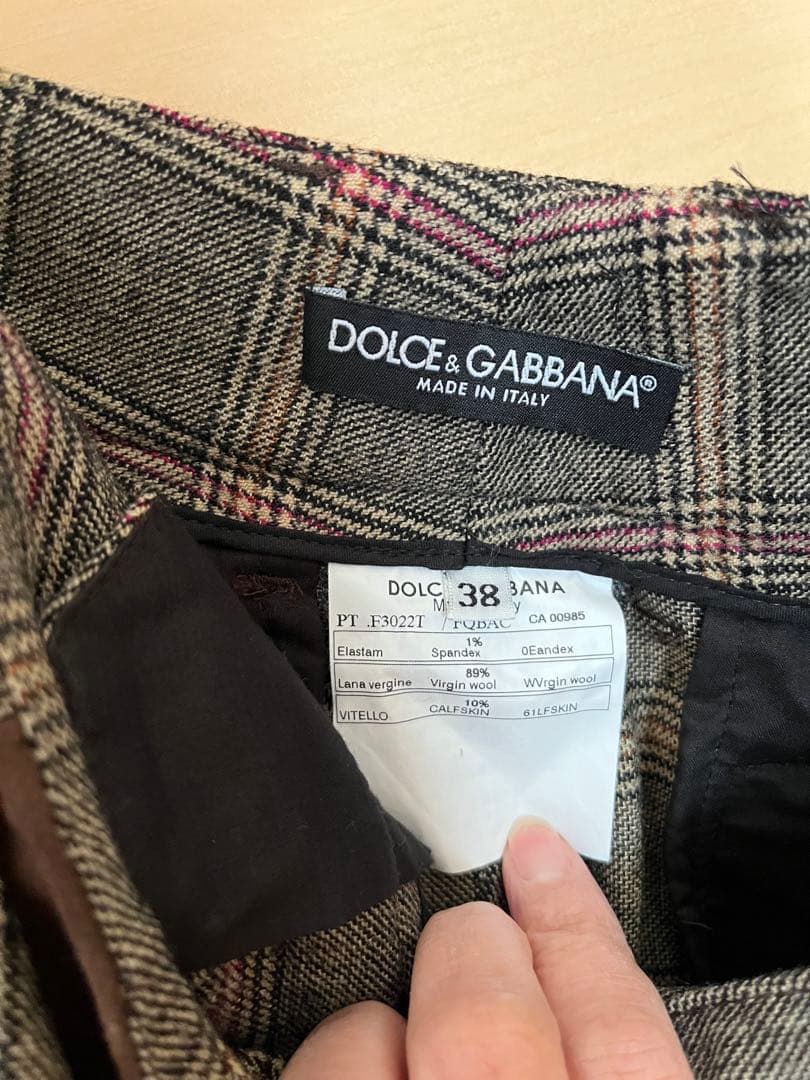 DOLCE & GABBANA®
MADE IN ITALY
DOLC 38 BANA
M y
PT .F3022T / FQBAC CA 00985
1%
Elastam Spandex 0Eandex
89%
Lana vergine Virgin wool WVrgin wool
10%
VITELLO CALFSKIN 61LFSKIN